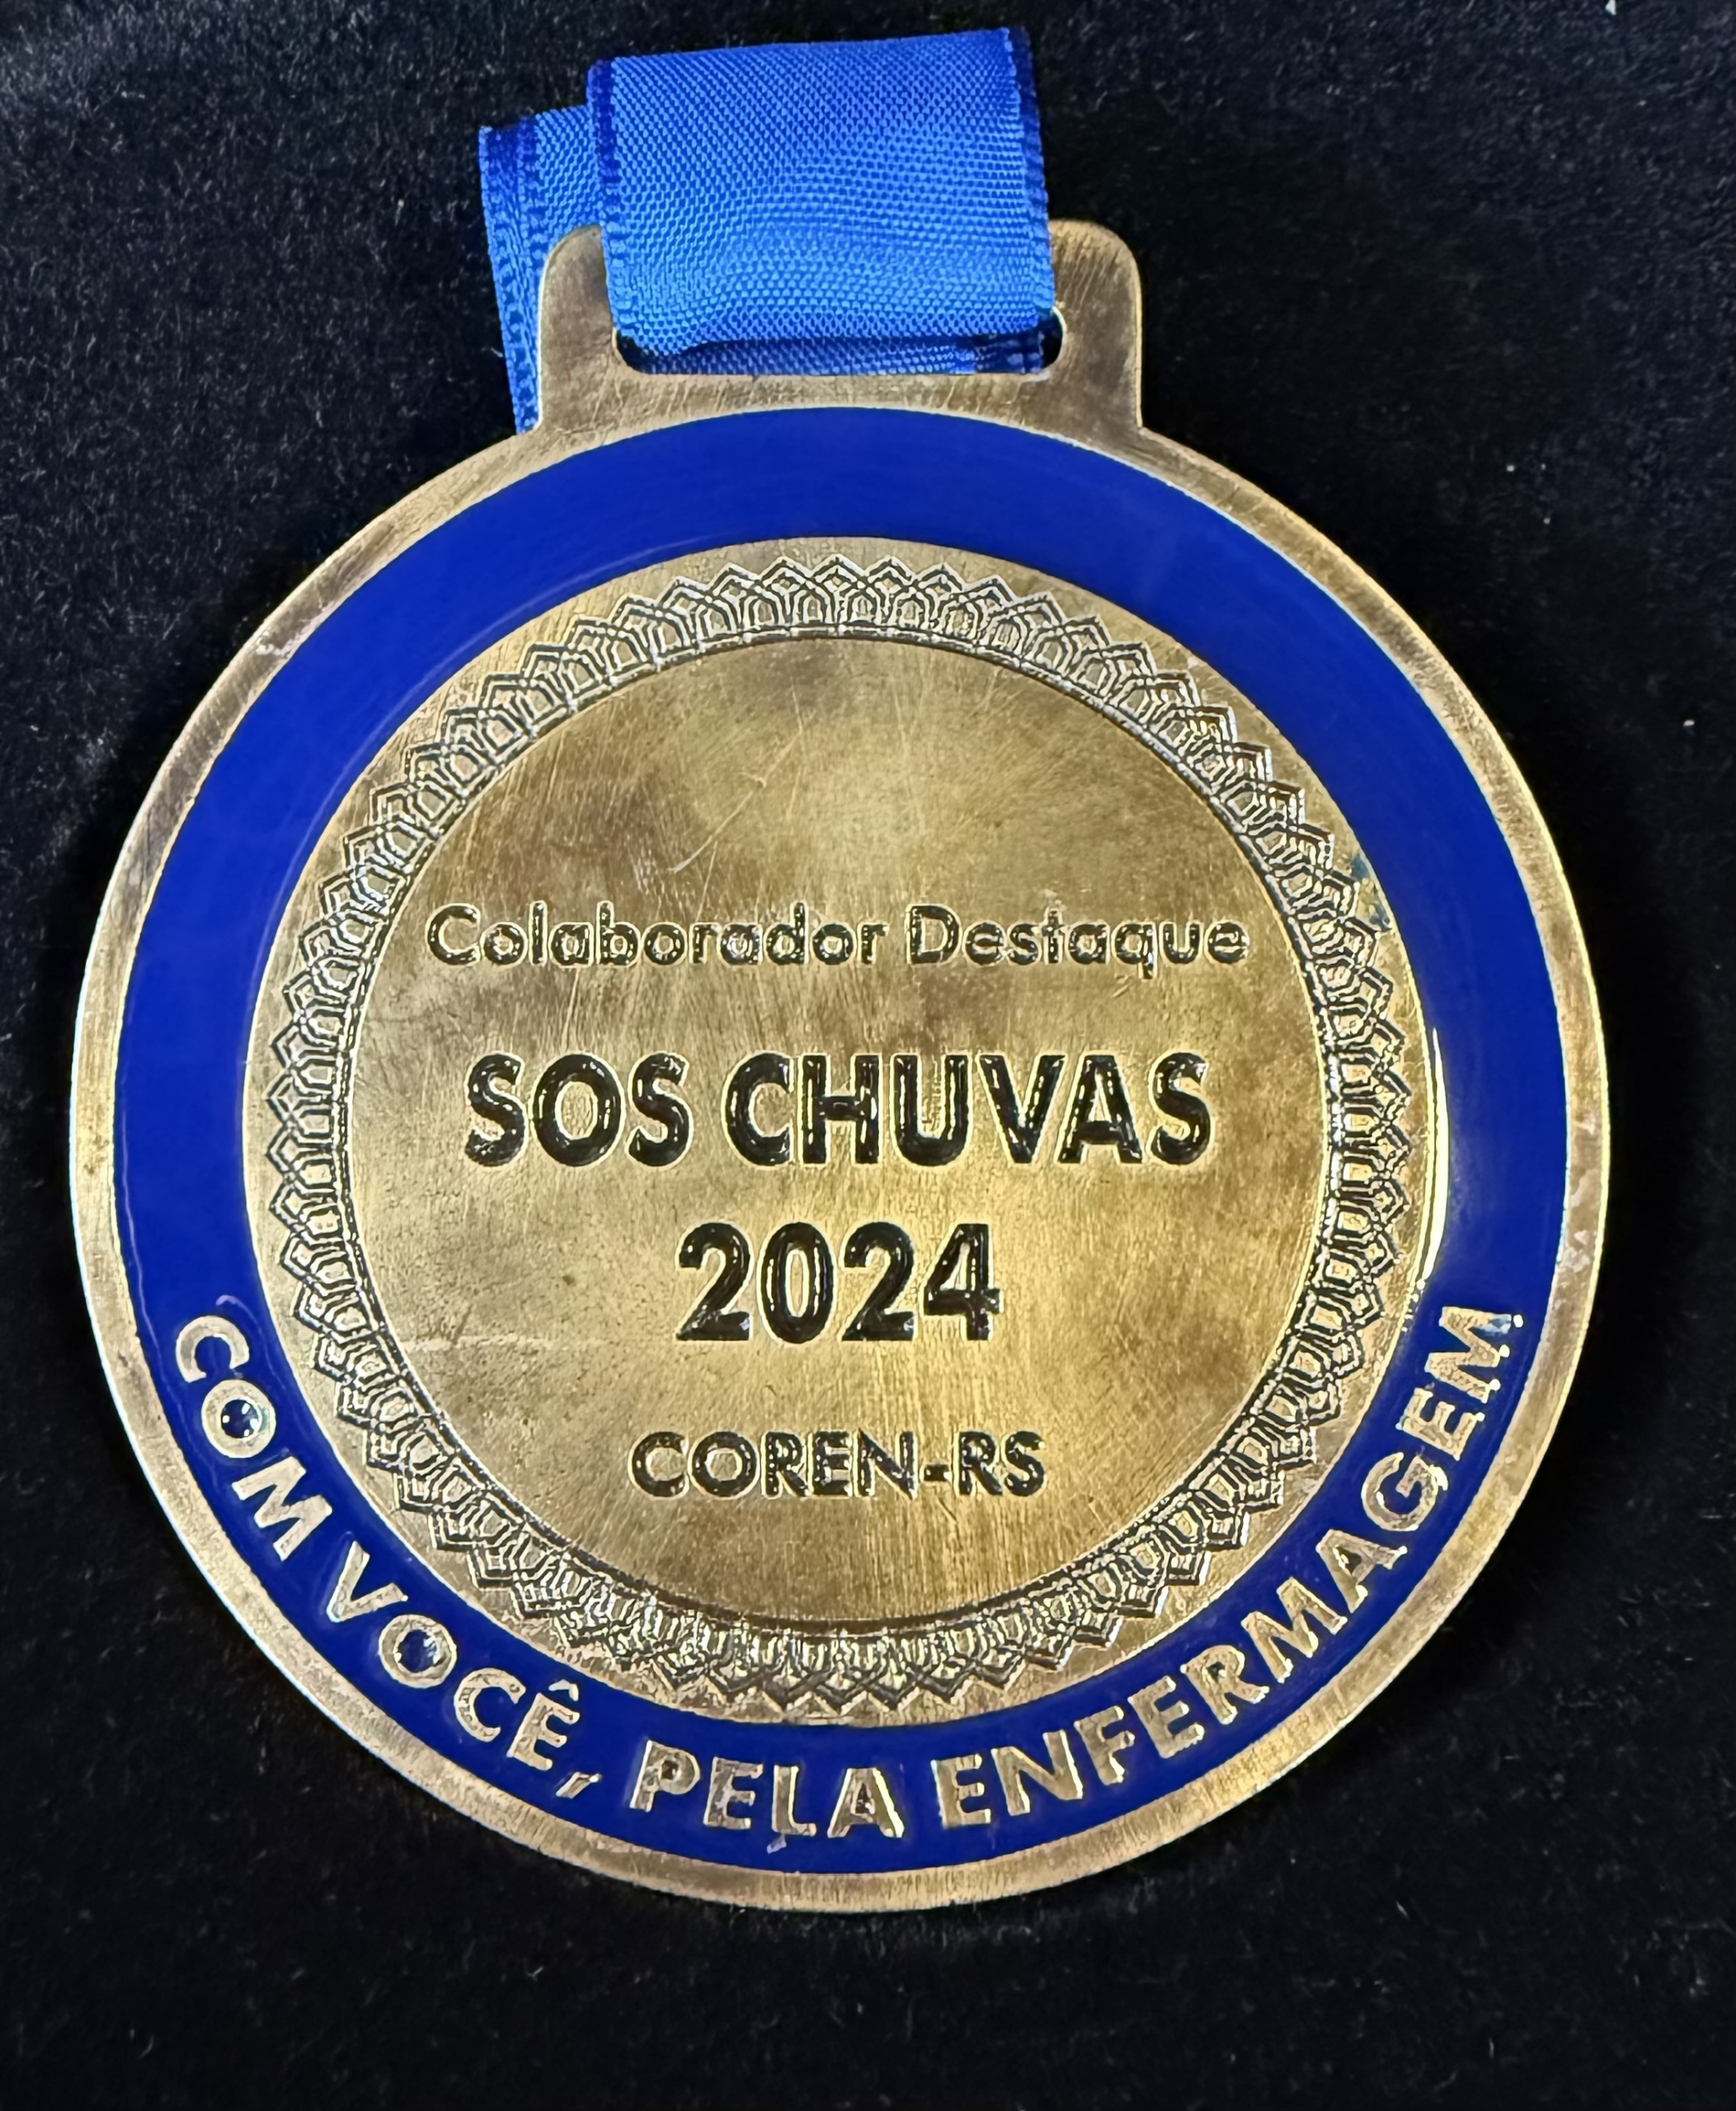 Colaborador Destaque
SOS CHUVAS
2024
COREN-RS
COM VOCÊ, PELA ENFERMAGEM